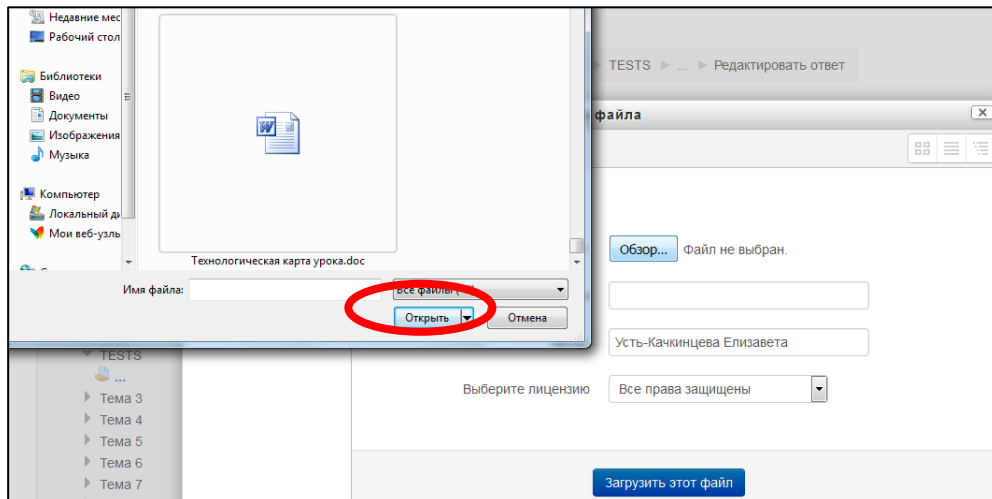 Недавние мес
Рабочий стол
Библиотеки
Видео
Документы
Изображения
Музыка
Компьютер
Локальный ди
Мои веб-узль
Технологическая карта урока.doc
Имя файла:
Все файлы (
Открыть
Отмена
TESTS ... Редактировать ответ
файла
Обзор... Файл не выбран.
Усть-Качкинцева Елизавета
Выберите лицензию Все права защищены
Загрузить этот файл
TESTS
...
Тема 3
Тема 4
Тема 5
Тема 6
Тема 7